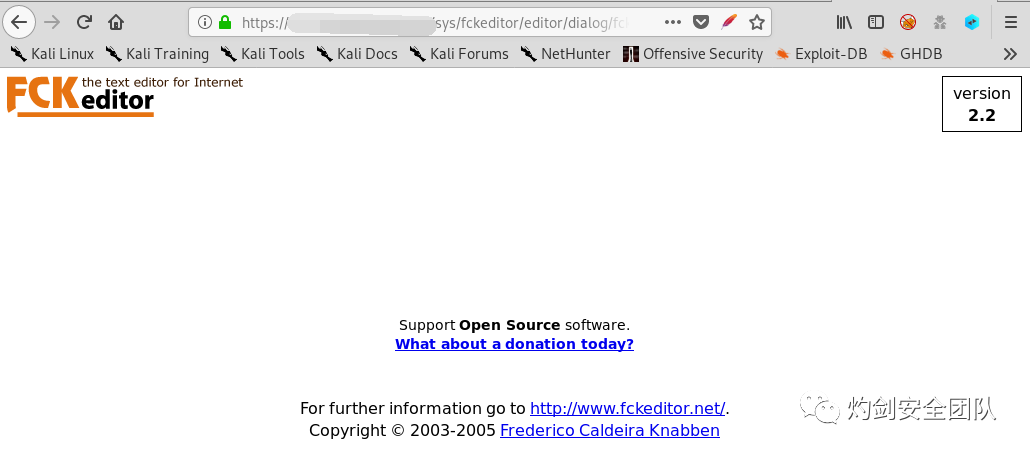 https:// /sys/fckeditor/editor/dialog/fck
Kali Linux Kali Training Kali Tools Kali Docs Kali Forums NetHunter Offensive Security Exploit-DB GHDB
FCKeditor the text editor for Internet
version
2.2
Support Open Source software.
What about a donation today?
For further information go to http://www.fckeditor.net/.
Copyright © 2003-2005 Frederico Caldeira Knabben
灼剑安全团队